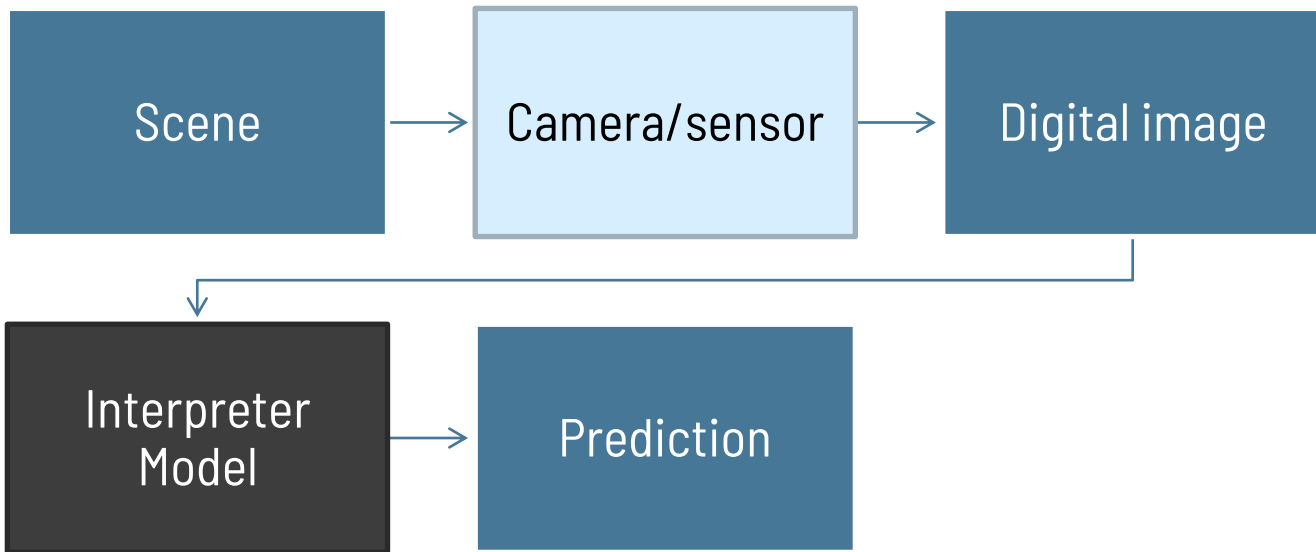 Scene
Camera/sensor
Digital image
Interpreter
Model
Prediction